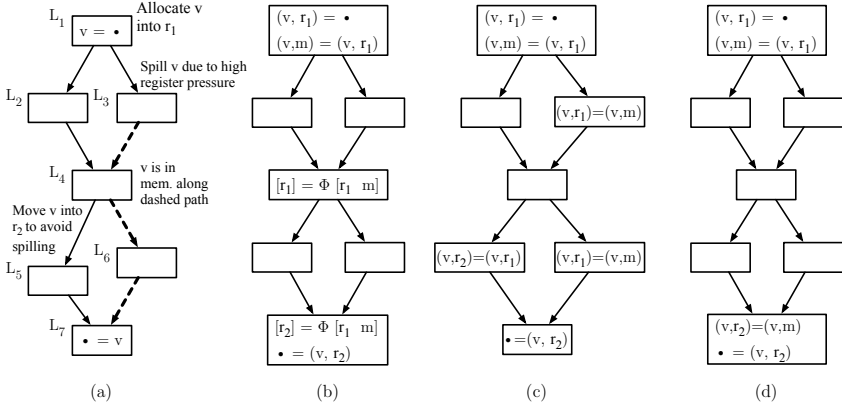 Allocate v
into r1
L1
v = •
Spill v due to high
register pressure
L2
L3
L4
v is in
mem. along
dashed path
Move v into
r2 to avoid
spilling
L6
L5
L7
• = v
(a)
(v, r1) = •
(v,m) = (v, r1)
[r1] = Φ [r1 m]
[r2] = Φ [r1 m]
• = (v, r2)
(b)
(v, r1) = •
(v,m) = (v, r1)
(v,r1)=(v,m)
(v,r2)=(v,r1)
(v,r1)=(v,m)
•=(v, r2)
(c)
(v, r1) = •
(v,m) = (v, r1)
(v,r2)=(v,m)
• = (v, r2)
(d)